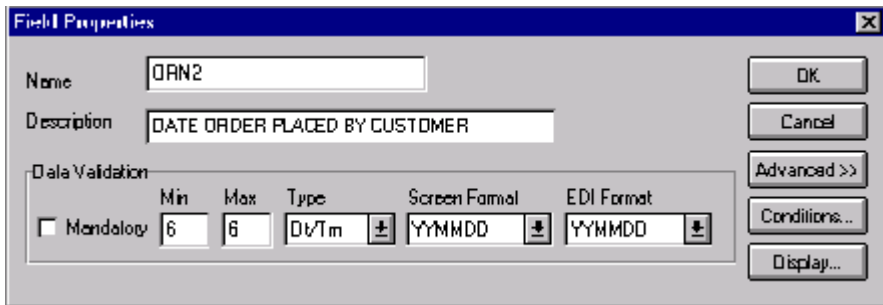 Field Properties
Name ORN2
OK
Description DATE ORDER PLACED BY CUSTOMER
Cancel
Data Validation
Advanced >>
Min Max Type Screen Format EDI Format
Mandatory 6 6 Dt/Tm YYMMDD YYMMDD
Conditions...
Display...